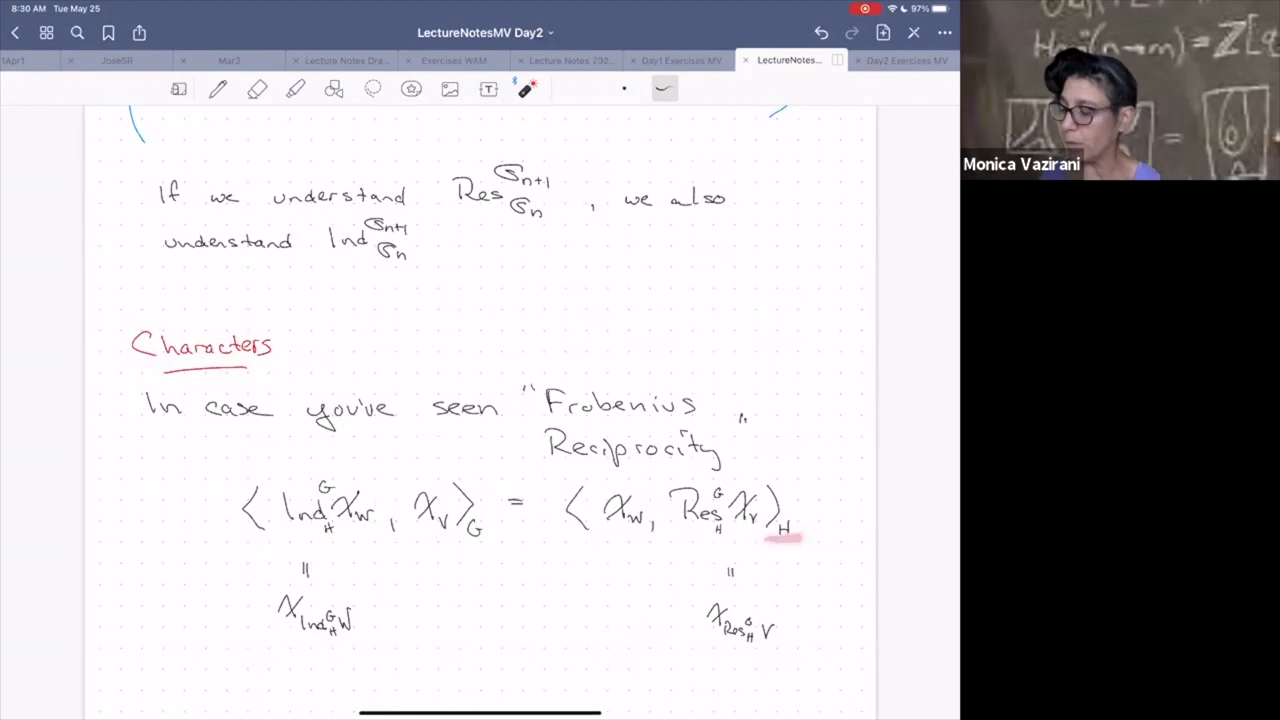 8:30 AM Tue May 25
97%
LectureNotesMV Day2
1Apr1
JoseSR
Mar3
Lecture Notes Dra...
Exercises WAM
Lecture Notes 202...
Day1 Exercises MV
LectureNotes...
Day2 Exercises MV
If we understand Res^{𝔖_{n+1}}_{𝔖_n}, we also
understand Ind^{𝔖_{n+1}}_{𝔖_n}
Characters
In case you've seen "Frobenius
Reciprocity"
⟨ Ind^G_H χ_W, χ_V ⟩_G = ⟨ χ_W, Res^G_H χ_V ⟩_H
= =
χ_{Ind^G_H W} χ_{Res^G_H V}
(n→m) = ℤ[q
=
Monica Vazirani